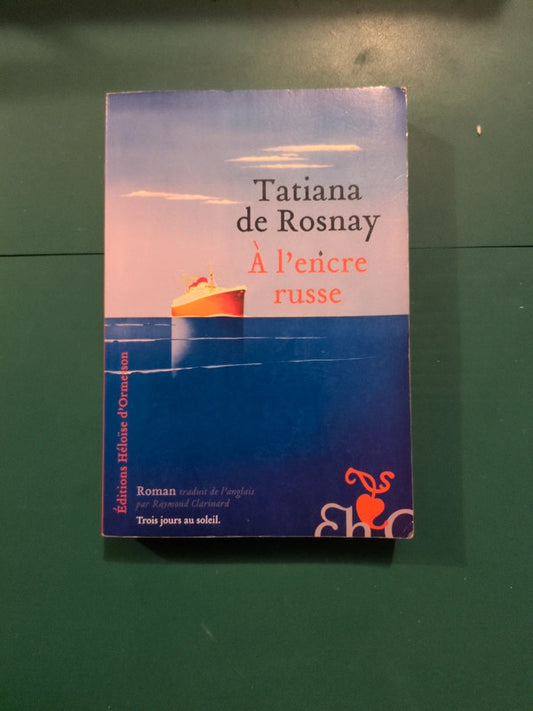 Tatiana
de Rosnay
À l'encre
russe
Éditions Héloïse d'Ormesson
Roman traduit de l'anglais
par Raymond Clarinard
Trois jours au soleil.